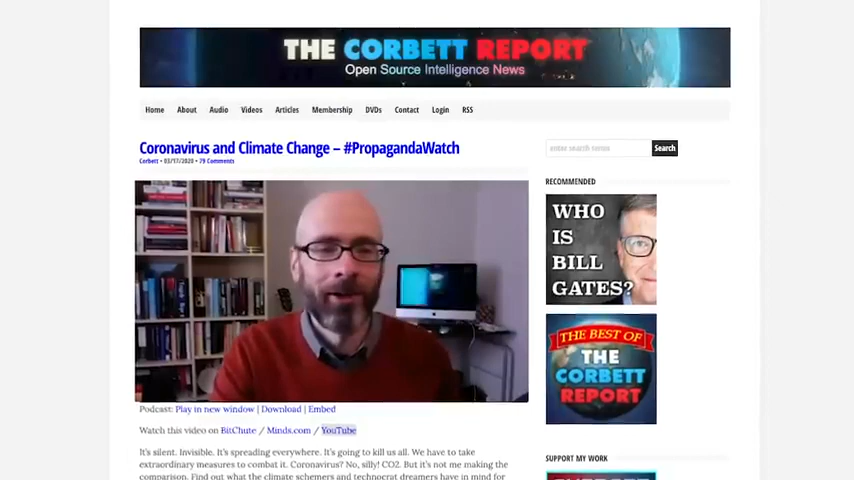 THE CORBETT REPORT
Open Source Intelligence News
Home About Audio Videos Articles Membership DVDs Contact Login RSS
Coronavirus and Climate Change – #PropagandaWatch
Corbett • 03/17/2020 • 79 Comments
enter search terms Search
RECOMMENDED
WHO
IS
BILL
GATES?
THE BEST OF
THE
CORBETT
REPORT
Podcast: Play in new window | Download | Embed
Watch this video on BitChute / Minds.com / YouTube
It's silent. Invisible. It's spreading everywhere. It's going to kill us all. We have to take
extraordinary measures to combat it. Coronavirus? No, silly! CO2. But it's not me making the
comparison. Find out what the climate schemers and technocrat dreamers have in mind for
SUPPORT MY WORK